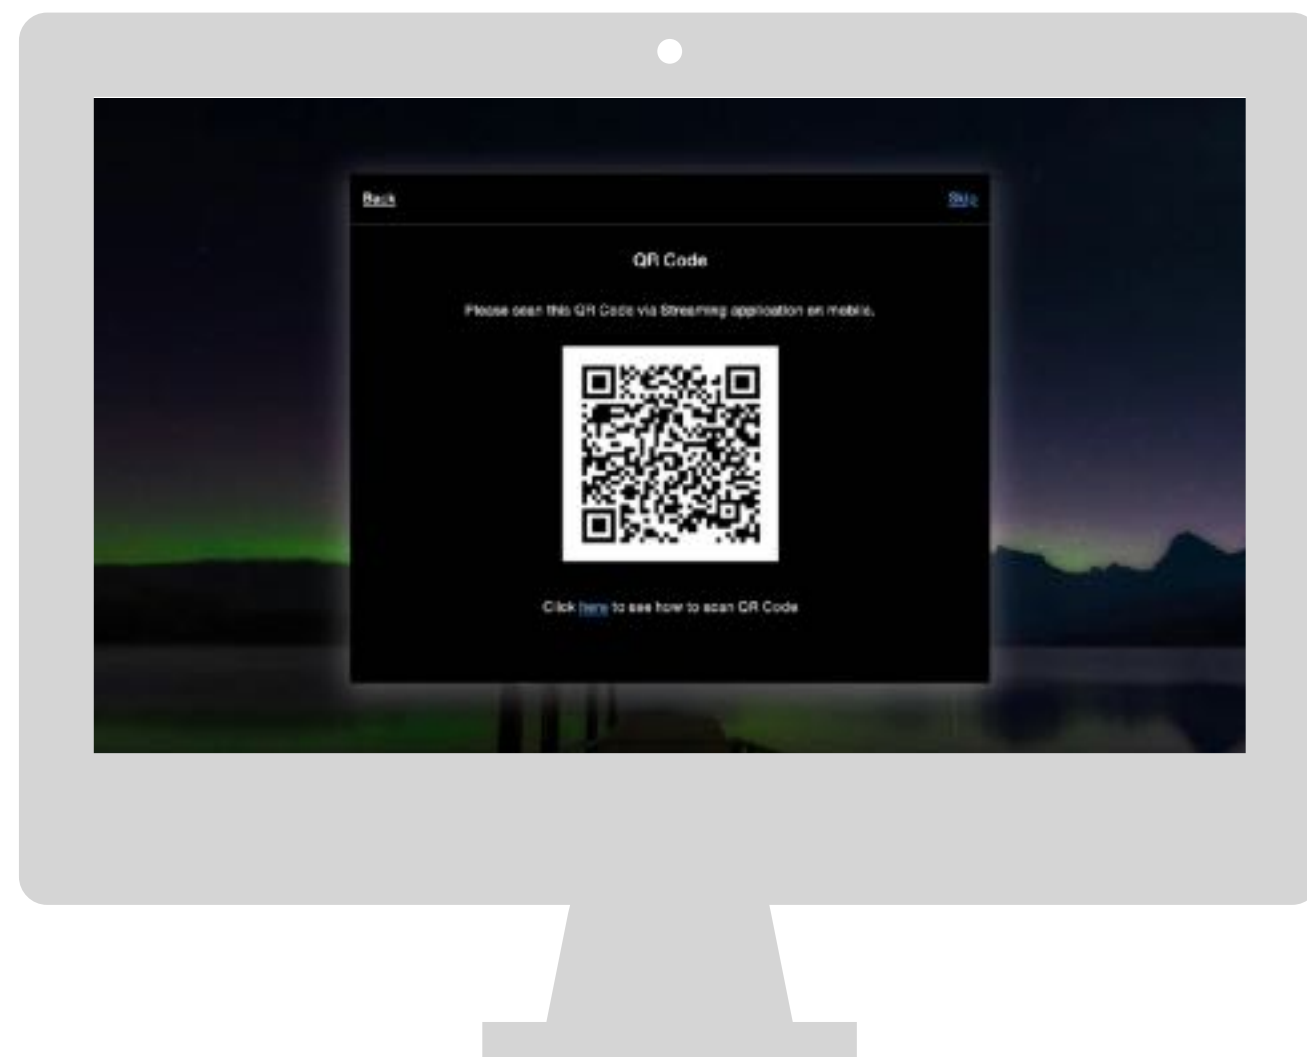 Back
Skip
QR Code
Please scan this QR Code via Streaming application on mobile.
Click here to see how to scan QR Code